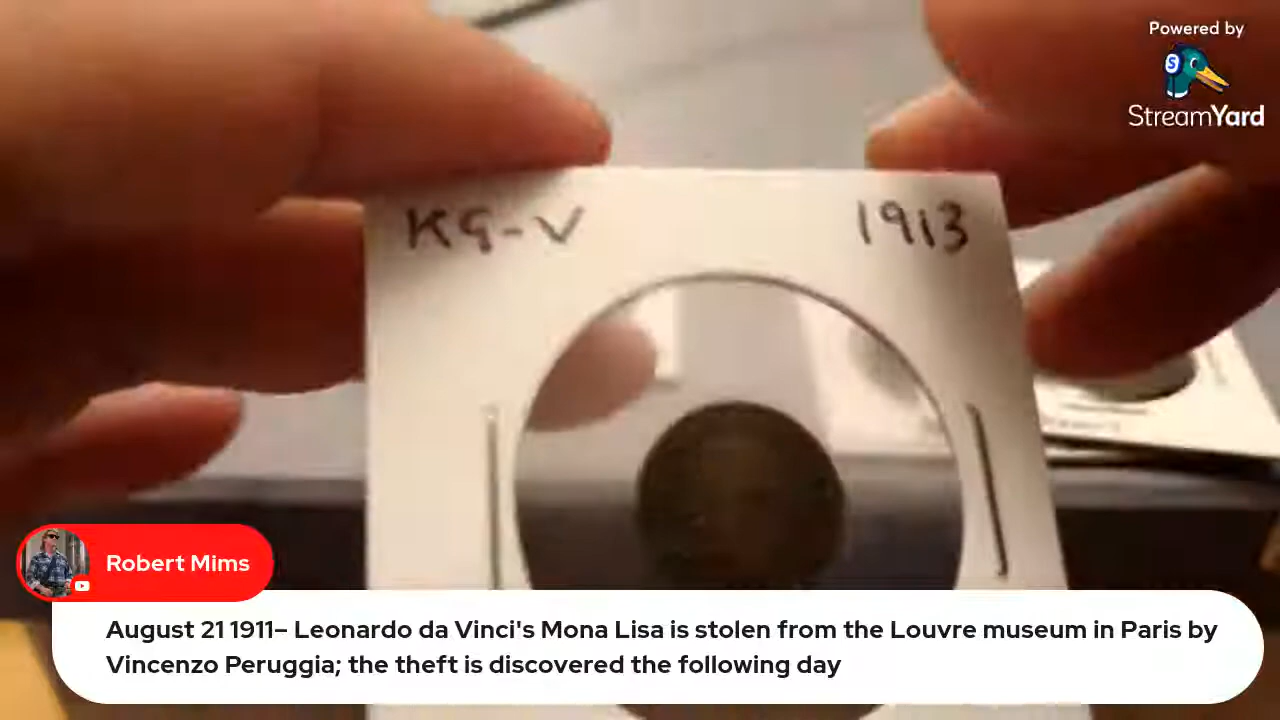 Powered by
StreamYard
KG-V 1913
Robert Mims
August 21 1911– Leonardo da Vinci's Mona Lisa is stolen from the Louvre museum in Paris by
Vincenzo Peruggia; the theft is discovered the following day